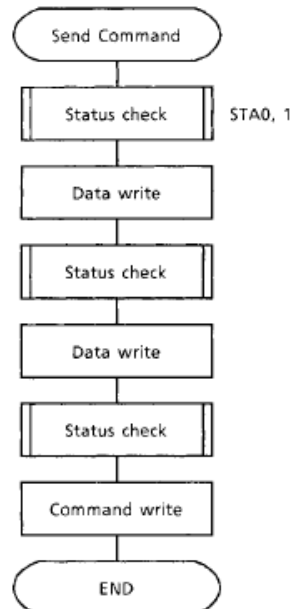 Send Command
Status check STA0, 1
Data write
Status check
Data write
Status check
Command write
END